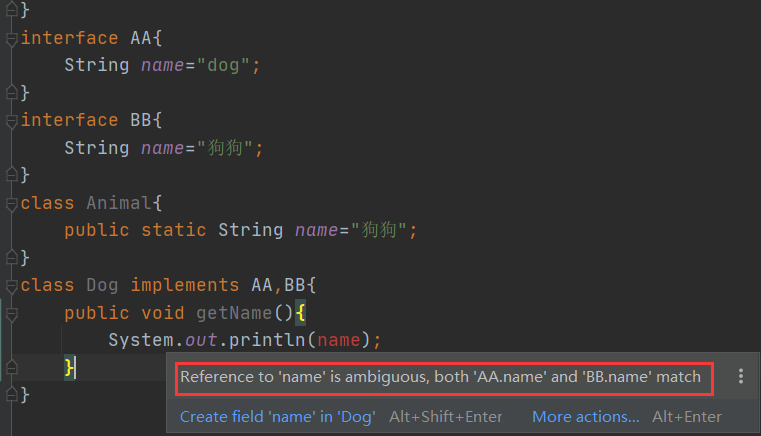 }
interface AA{
    String name="dog";
}
interface BB{
    String name="狗狗";
}
class Animal{
    public static String name="狗狗";
}
class Dog implements AA,BB{
    public void getName(){
        System.out.println(name);
    }
Reference to 'name' is ambiguous, both 'AA.name' and 'BB.name' match
Create field 'name' in 'Dog' Alt+Shift+Enter More actions... Alt+Enter
}